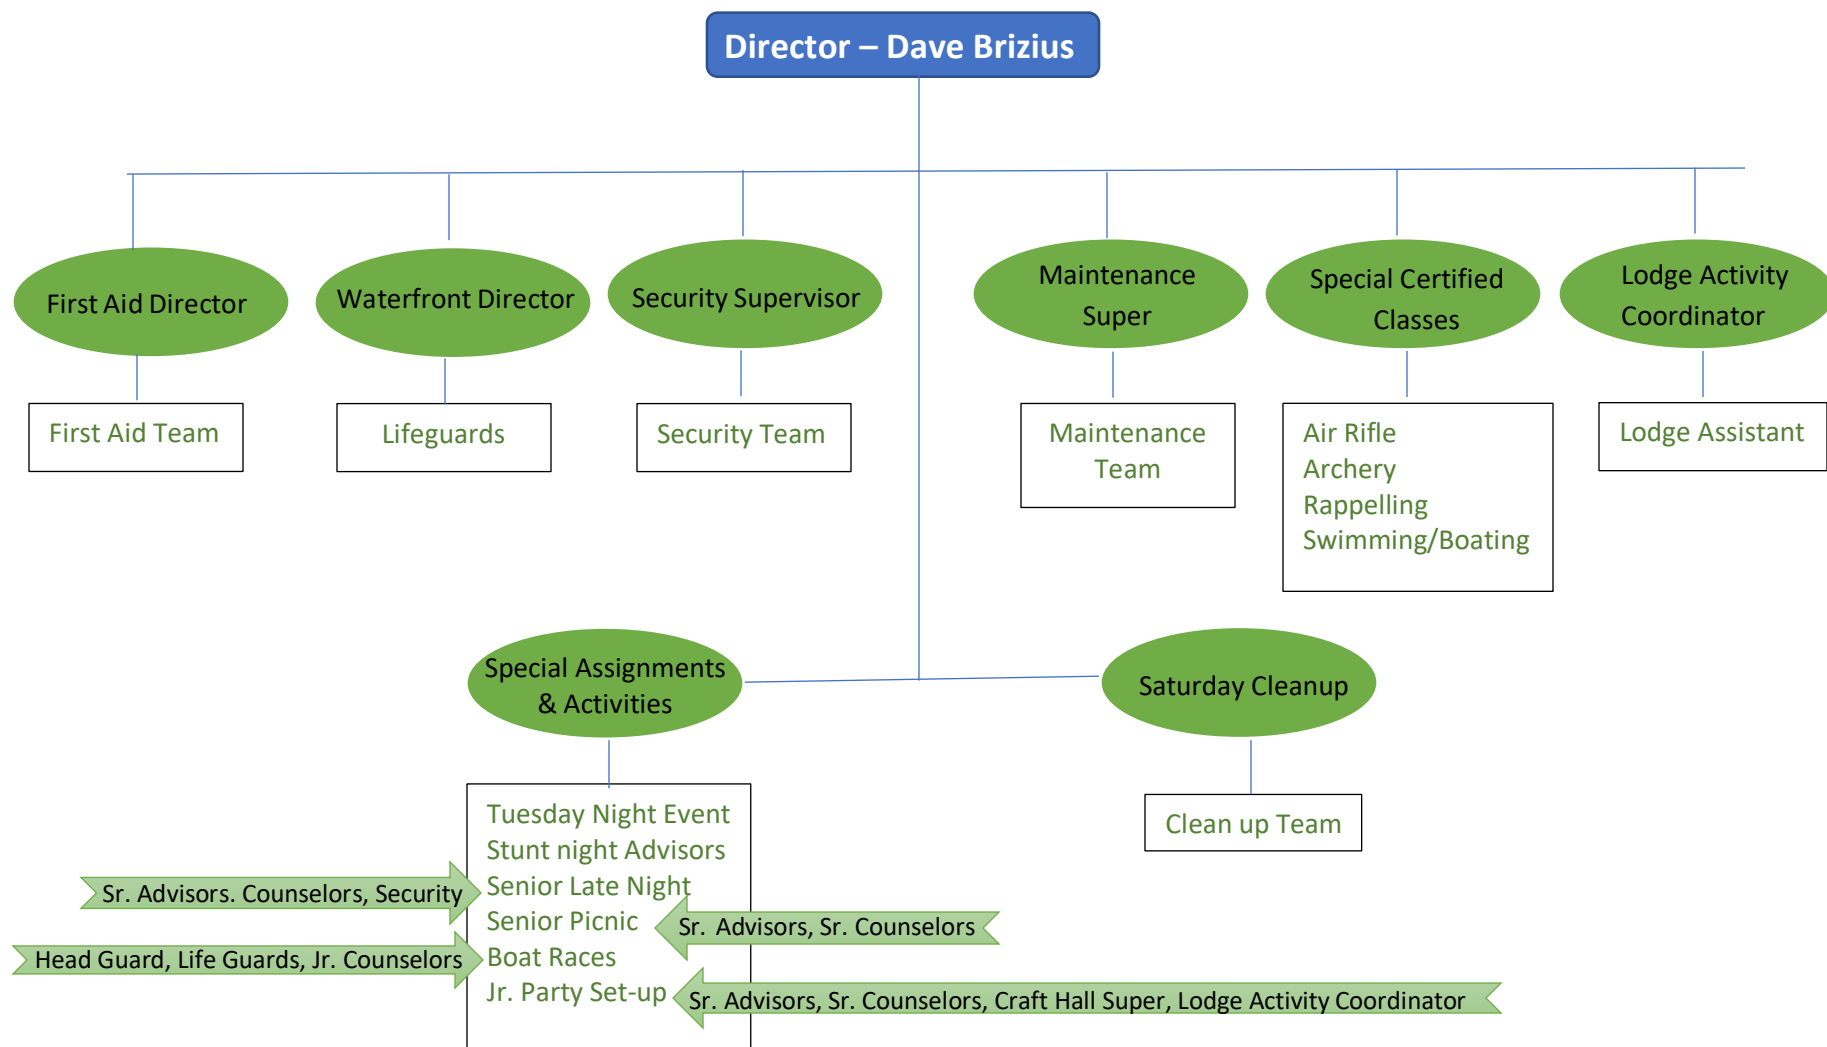 Director – Dave Brizius
First Aid Director
Waterfront Director
Security Supervisor
Maintenance
Super
Special Certified
Classes
Lodge Activity
Coordinator
First Aid Team
Lifeguards
Security Team
Maintenance
Team
Air Rifle
Archery
Rappelling
Swimming/Boating
Lodge Assistant
Special Assignments
& Activities
Saturday Cleanup
Tuesday Night Event
Stunt night Advisors
Senior Late Night
Senior Picnic
Boat Races
Jr. Party Set-up
Clean up Team
Sr. Advisors. Counselors, Security
Sr. Advisors, Sr. Counselors
Head Guard, Life Guards, Jr. Counselors
Sr. Advisors, Sr. Counselors, Craft Hall Super, Lodge Activity Coordinator